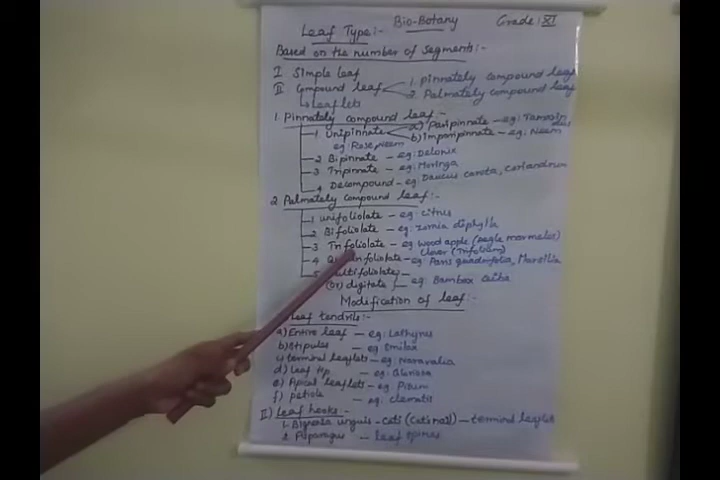 Bio-Botany
Grade: XI
Leaf Type:-
Based on the number of segments:-
I Simple leaf
II Compound leaf
1. Pinnately compound leaf
2. Palmately compound leaf
Leaflets
1. Pinnately compound leaf:-
1 Unipinnate
a) Paripinnate - eg: Tamarindus
b) Imparipinnate - eg: Neem
eg: Rose, Neem
2 Bipinnate - eg: Delonix
3 Tripinnate - eg: Moringa
4 Decompound - eg: Daucus carota, Coriandrum
2 Palmately compound leaf:-
1 Unifoliolate - eg: citrus
2 Bifoliolate - eg: Zornia diphylla
3 Trifoliolate - eg Wood apple (Aegle marmelos)
Clover (Trifolium)
4 foliolate - eg: Paris quadrifolia, Marsilia
5 Multifoliolate
(or) digitate - eg: Bombax ceiba
Modification of leaf:-
Leaf tendrils:-
a) Entire leaf - eg: Lathyrus
b) Stipules - eg: Smilax
c) terminal leaflets - eg: Naravalia
d) Leaf tip - eg: Gloriosa
e) Apical leaflets - eg: Pisum
f) petiole - eg. clematis
II) Leaf hooks:-
1. Bignonia unguis - cati (cat's nail) - terminal leaflet
2. Asparagus - leaf spines